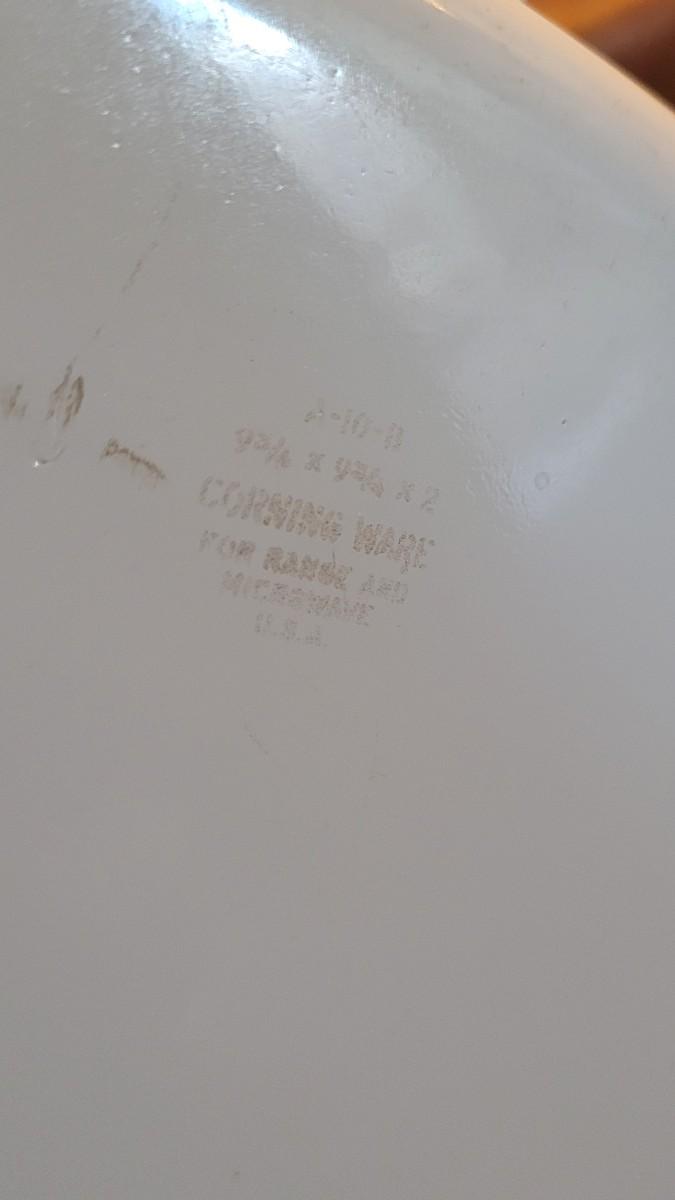 A-10-B
9¾ x 9¾ x 2
CORNING WARE
FOR RANGE AND
MICROWAVE
U.S.A.